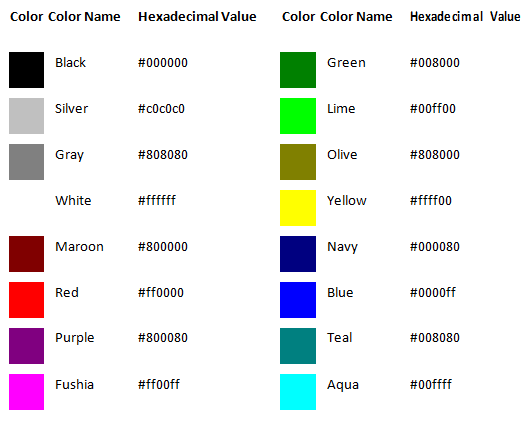 Color Color Name Hexadecimal Value Color Color Name Hexadecimal Value
Black #000000 Green #008000
Silver #c0c0c0 Lime #00ff00
Gray #808080 Olive #808000
White #ffffff Yellow #ffff00
Maroon #800000 Navy #000080
Red #ff0000 Blue #0000ff
Purple #800080 Teal #008080
Fushia #ff00ff Aqua #00ffff